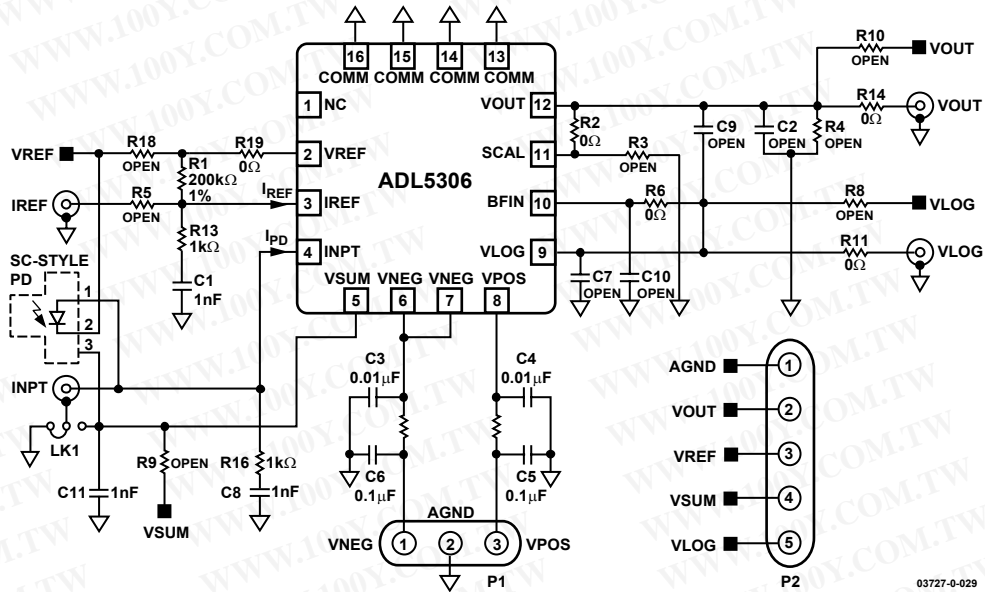 16 15 14 13
COMM COMM COMM COMM
ADL5306
1 NC
2 VREF
3 IREF
4 INPT
VSUM VNEG VNEG VPOS
5 6 7 8
VOUT 12
SCAL 11
BFIN 10
VLOG 9
VREF
R18
OPEN
R19
0Ω
R1
200kΩ
1%
IREF
R5
OPEN
IREF
R13
1kΩ
IPD
C1
1nF
SC-STYLE
PD
1
2
3
INPT
LK1
C11 1nF
R9 OPEN
VSUM
R16 1kΩ
C8 1nF
C3
0.01μF
C6
0.1μF
C4
0.01μF
C5
0.1μF
AGND
VNEG 1 2 3 VPOS
P1
R10
OPEN
VOUT
R14
0Ω
VOUT
R2
0Ω
R3
OPEN
C9
OPEN
C2
OPEN
R4
OPEN
R6
0Ω
R8
OPEN
VLOG
R11
0Ω
VLOG
C7
OPEN
C10
OPEN
AGND 1
VOUT 2
VREF 3
VSUM 4
VLOG 5
P2
03727-0-029
WWW.100Y.COM.TW